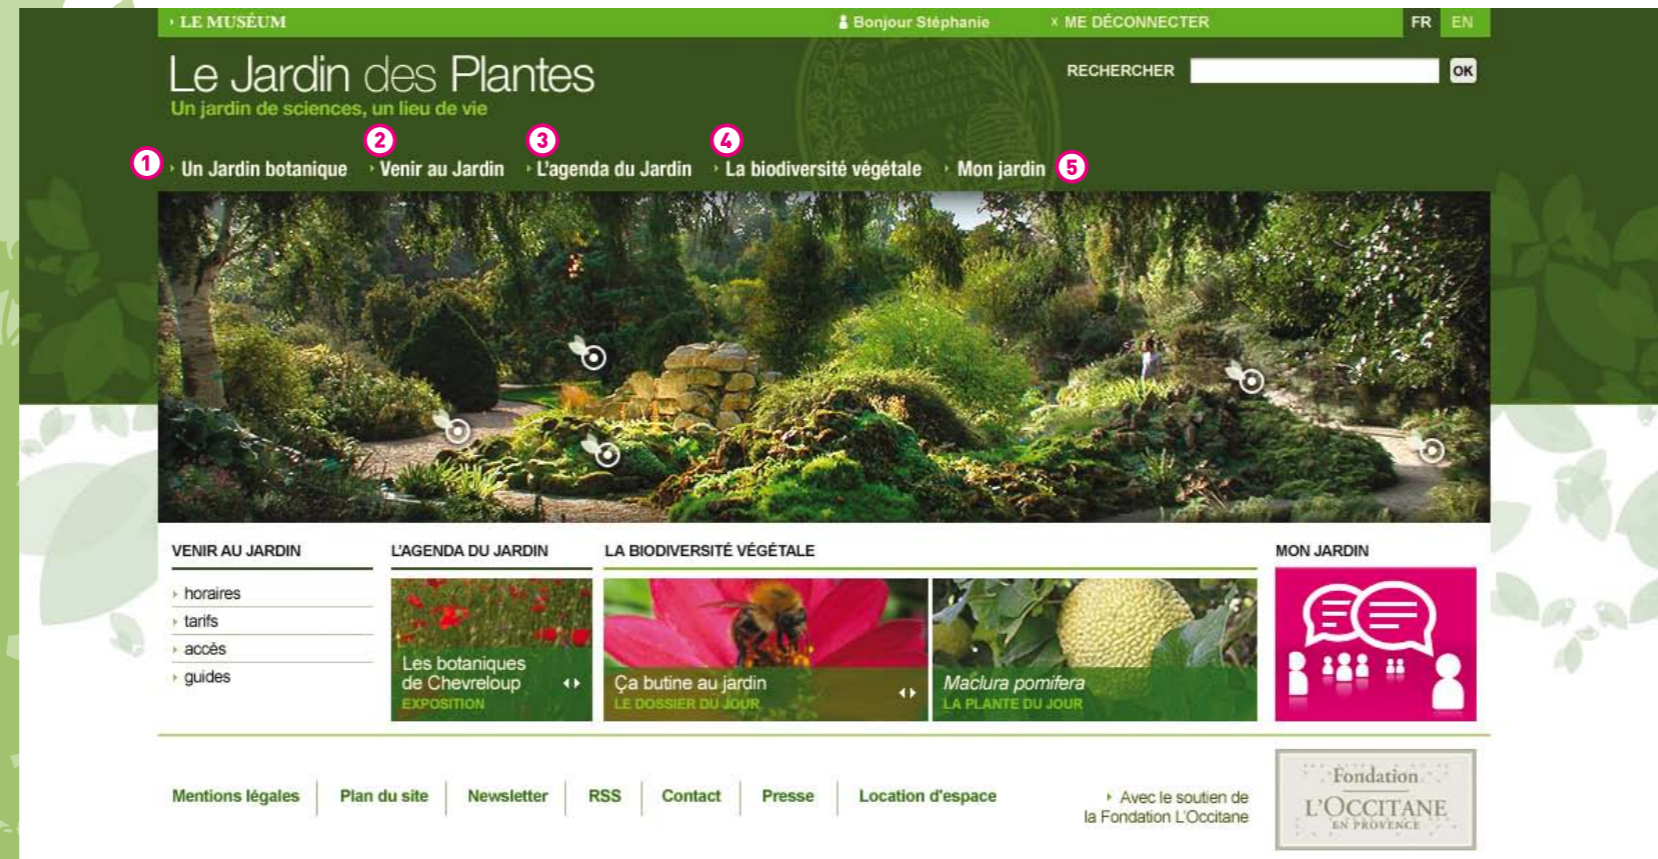 LE MUSÉUM
Bonjour Stéphanie
x ME DÉCONNECTER
FR EN
Le Jardin des Plantes
Un jardin de sciences, un lieu de vie
RECHERCHER
OK
MUSEUM
NATION
D'HISTOIRE
NATURELLE
1 Un Jardin botanique
2 Venir au Jardin
3 L'agenda du Jardin
4 La biodiversité végétale
Mon jardin 5
VENIR AU JARDIN
horaires
tarifs
accès
guides
L'AGENDA DU JARDIN
Les botaniques
de Chevreloup
EXPOSITION
LA BIODIVERSITÉ VÉGÉTALE
Ça butine au jardin
LE DOSSIER DU JOUR
Maclura pomifera
LA PLANTE DU JOUR
MON JARDIN
Mentions légales
Plan du site
Newsletter
RSS
Contact
Presse
Location d'espace
Avec le soutien de
la Fondation L'Occitane
Fondation
L'OCCITANE
EN PROVENCE